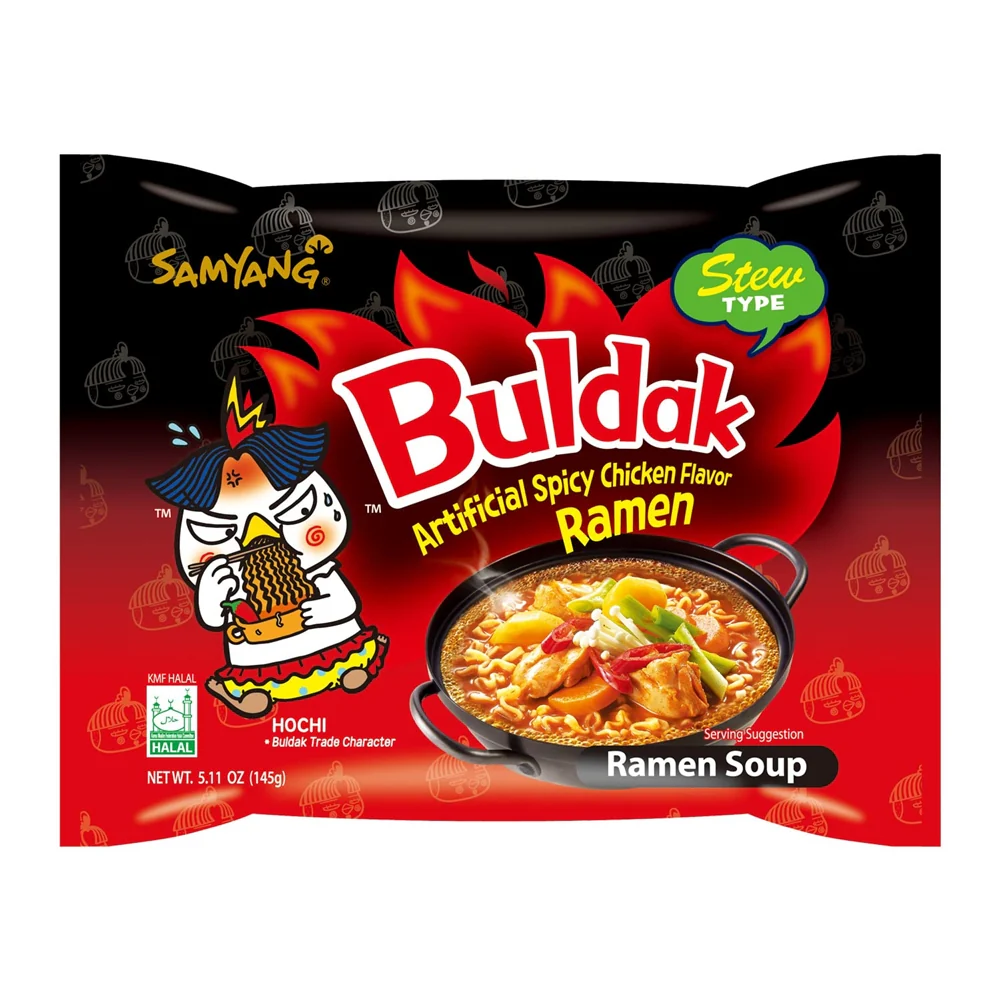 SAMYANG®
Stew
TYPE
Buldak
TM
Artificial Spicy Chicken Flavor
Ramen
TM
KMF HALAL
حلال
HALAL
HOCHI
• Buldak Trade Character
NET WT. 5.11 OZ (145g)
Serving Suggestion
Ramen Soup